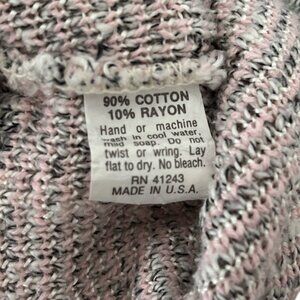 90% COTTON
10% RAYON
Hand or machine
wash in cool water,
mild soap. Do not
twist or wring. Lay
flat to dry. No bleach.
RN 41243
MADE IN U.S.A.